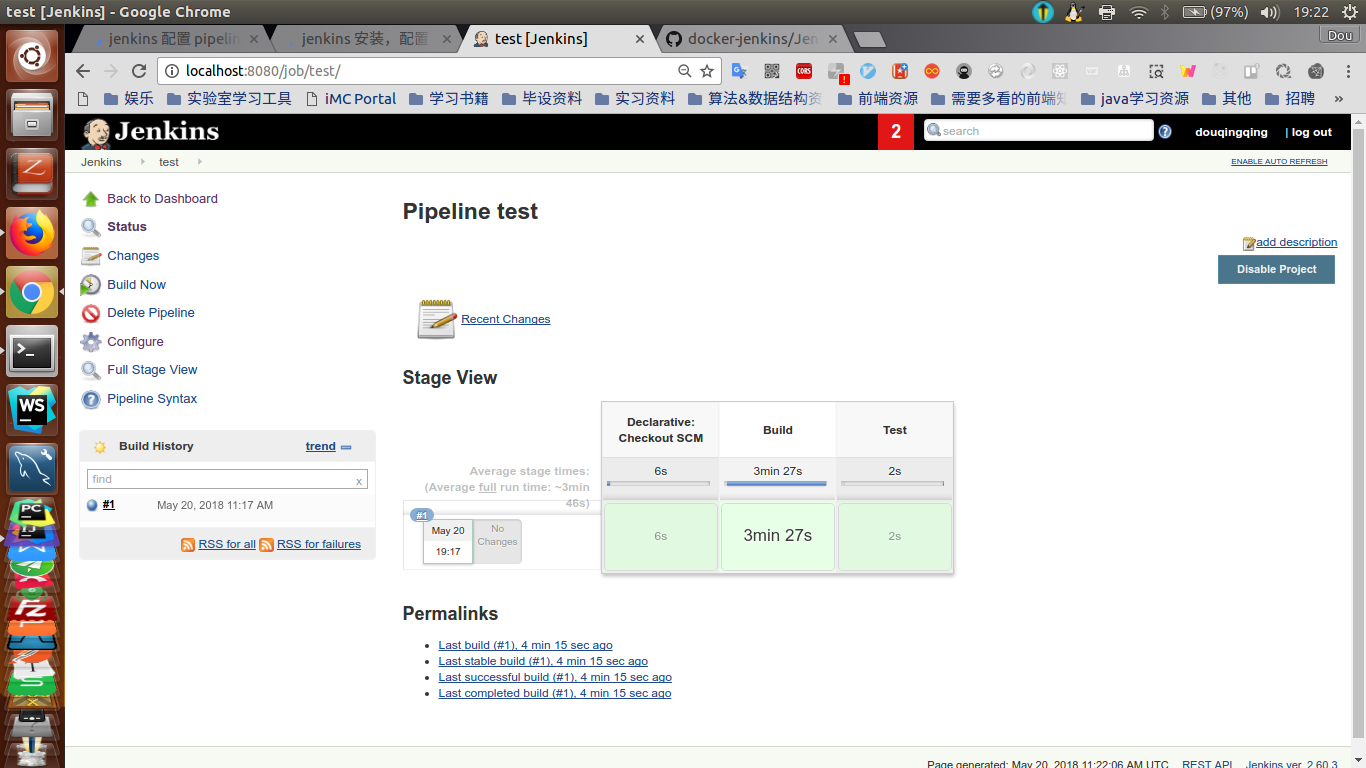 test [Jenkins] - Google Chrome
(97%)
19:22
jenkins 配置 pipelin
jenkins 安装，配置
test [Jenkins]
docker-jenkins/Jen
Dou
localhost:8080/job/test/
CORS
娱乐
实验室学习工具
iMC Portal
学习书籍
毕设资料
实习资料
算法&数据结构资
前端资源
需要多看的前端知
java学习资源
其他
招聘
»
Jenkins
2
search
douqingqing
| log out
Jenkins
test
ENABLE AUTO REFRESH
Back to Dashboard
Status
Changes
Build Now
Delete Pipeline
Configure
Full Stage View
Pipeline Syntax
Build History
trend
find
x
#1
May 20, 2018 11:17 AM
RSS for all
RSS for failures
Pipeline test
add description
Disable Project
Recent Changes
Stage View
Declarative:
Checkout SCM
Build
Test
Average stage times:
(Average full run time: ~3min
46s)
6s
3min 27s
2s
#1
May 20
19:17
No
Changes
6s
3min 27s
2s
Permalinks
Last build (#1), 4 min 15 sec ago
Last stable build (#1), 4 min 15 sec ago
Last successful build (#1), 4 min 15 sec ago
Last completed build (#1), 4 min 15 sec ago
Page generated: May 20, 2018 11:22:06 AM UTC
REST API
Jenkins ver. 2.60.3
WS
PC
IJ
FZ